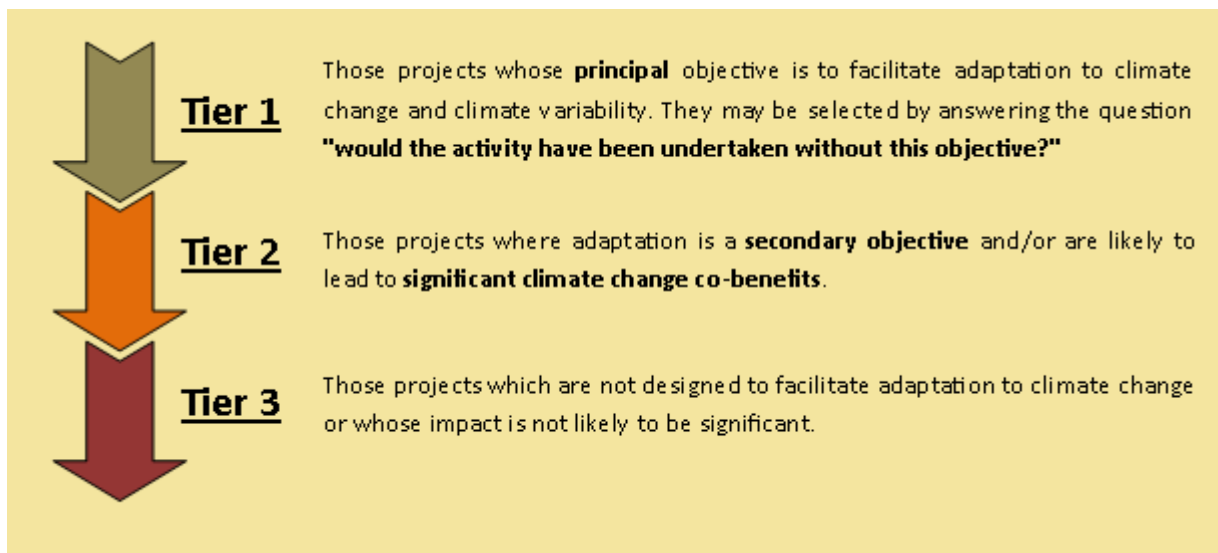 Tier 1
Those projects whose principal objective is to facilitate adaptation to climate
change and climate variability. They may be selected by answering the question
"would the activity have been undertaken without this objective?"
Tier 2
Those projects where adaptation is a secondary objective and/or are likely to
lead to significant climate change co-benefits.
Tier 3
Those projects which are not designed to facilitate adaptation to climate change
or whose impact is not likely to be significant.